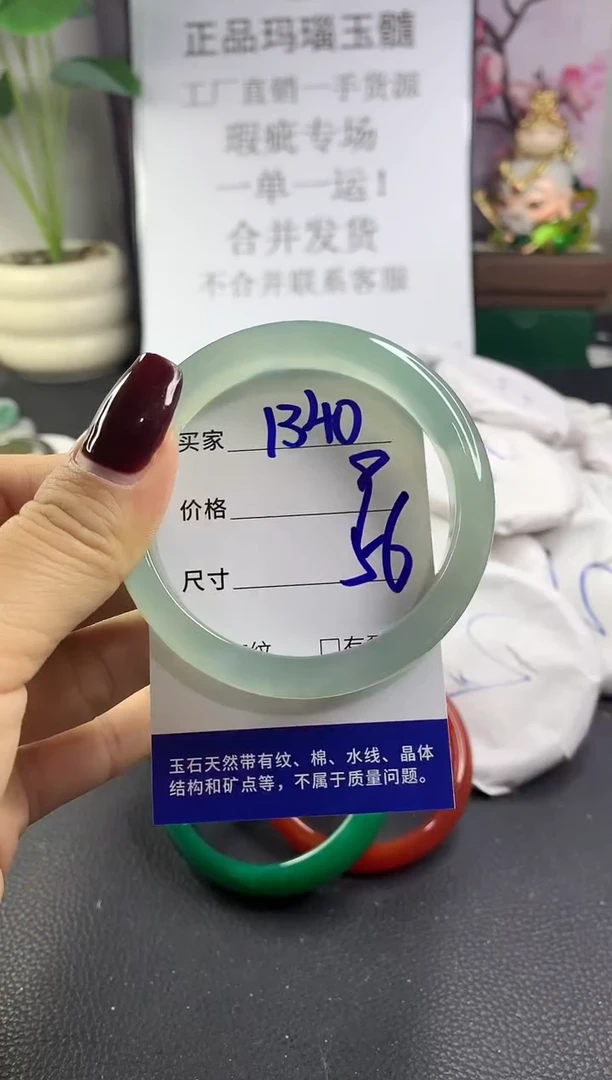 正品玛瑙玉髓
工厂直销一手货源
瑕疵专场
一单一运！
合并发货
不合并联系客服
买家 1340
价格 8
尺寸 56
纹 □有
玉石天然带有纹、棉、水线、晶体
结构和矿点等，不属于质量问题。